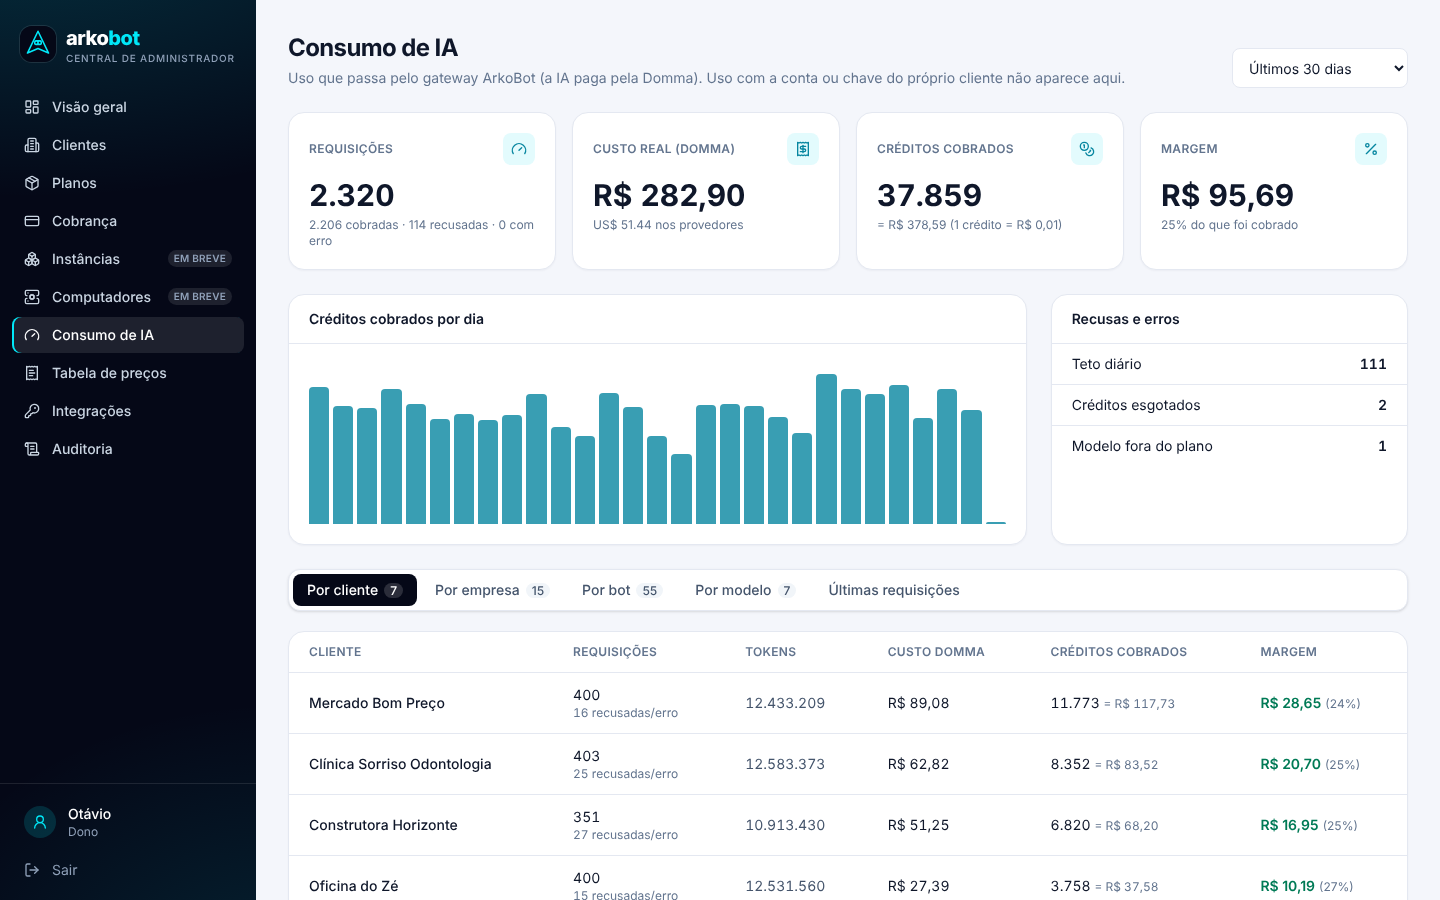 arkobot
CENTRAL DE ADMINISTRADOR
Visão geral
Clientes
Planos
Cobrança
Instâncias EM BREVE
Computadores EM BREVE
Consumo de IA
Tabela de preços
Integrações
Auditoria
Otávio
Dono
Sair
Consumo de IA
Uso que passa pelo gateway ArkoBot (a IA paga pela Domma). Uso com a conta ou chave do próprio cliente não aparece aqui.
Últimos 30 dias
REQUISIÇÕES
2.320
2.206 cobradas · 114 recusadas · 0 com
erro
CUSTO REAL (DOMMA)
R$ 282,90
US$ 51.44 nos provedores
CRÉDITOS COBRADOS
37.859
= R$ 378,59 (1 crédito = R$ 0,01)
MARGEM
R$ 95,69
25% do que foi cobrado
Créditos cobrados por dia
Recusas e erros
Teto diário 111
Créditos esgotados 2
Modelo fora do plano 1
Por cliente 7 Por empresa 15 Por bot 55 Por modelo 7 Últimas requisições
CLIENTE REQUISIÇÕES TOKENS CUSTO DOMMA CRÉDITOS COBRADOS MARGEM
Mercado Bom Preço 400 12.433.209 R$ 89,08 11.773 = R$ 117,73 R$ 28,65 (24%)
16 recusadas/erro
Clínica Sorriso Odontologia 403 12.583.373 R$ 62,82 8.352 = R$ 83,52 R$ 20,70 (25%)
25 recusadas/erro
Construtora Horizonte 351 10.913.430 R$ 51,25 6.820 = R$ 68,20 R$ 16,95 (25%)
27 recusadas/erro
Oficina do Zé 400 12.531.560 R$ 27,39 3.758 = R$ 37,58 R$ 10,19 (27%)
15 recusadas/erro